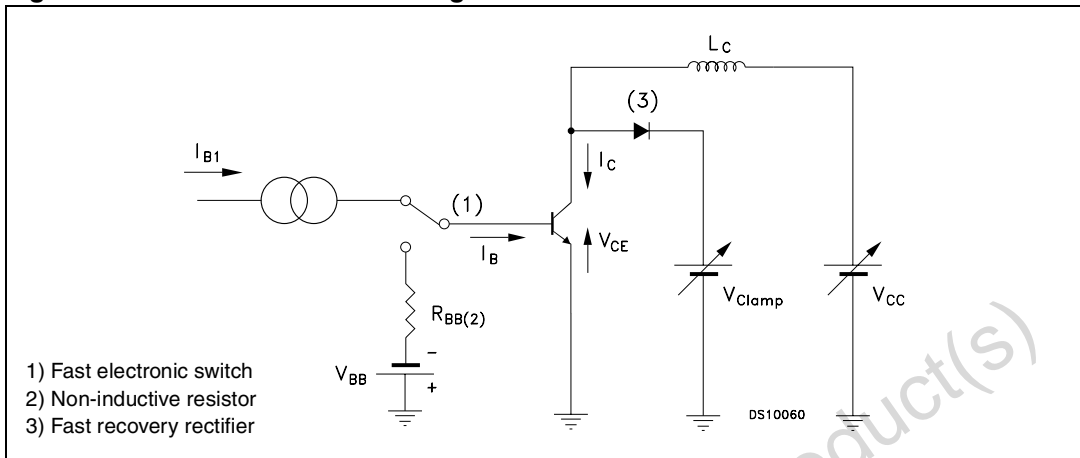 L_C
(3)
I_B1
I_C
(1)
I_B
V_CE
V_Clamp
V_CC
R_BB(2)
–
V_BB
+
1) Fast electronic switch
2) Non-inductive resistor
3) Fast recovery rectifier
DS10060